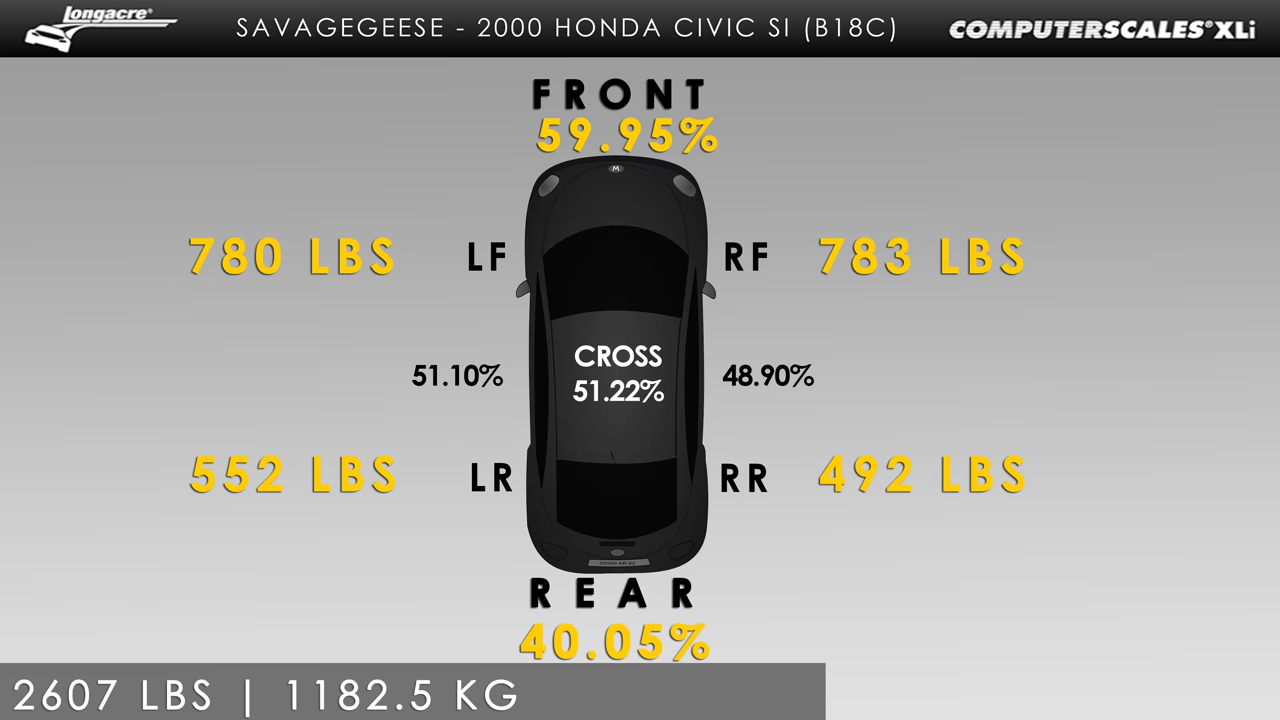 Longacre®
SAVAGEGEESE - 2000 HONDA CIVIC SI (B18C)
COMPUTERSCALES® XLi
FRONT
59.95%
M
780 LBS LF RF 783 LBS
CROSS
51.10% 51.22% 48.90%
552 LBS LR RR 492 LBS
REAR
40.05%
2607 LBS | 1182.5 KG